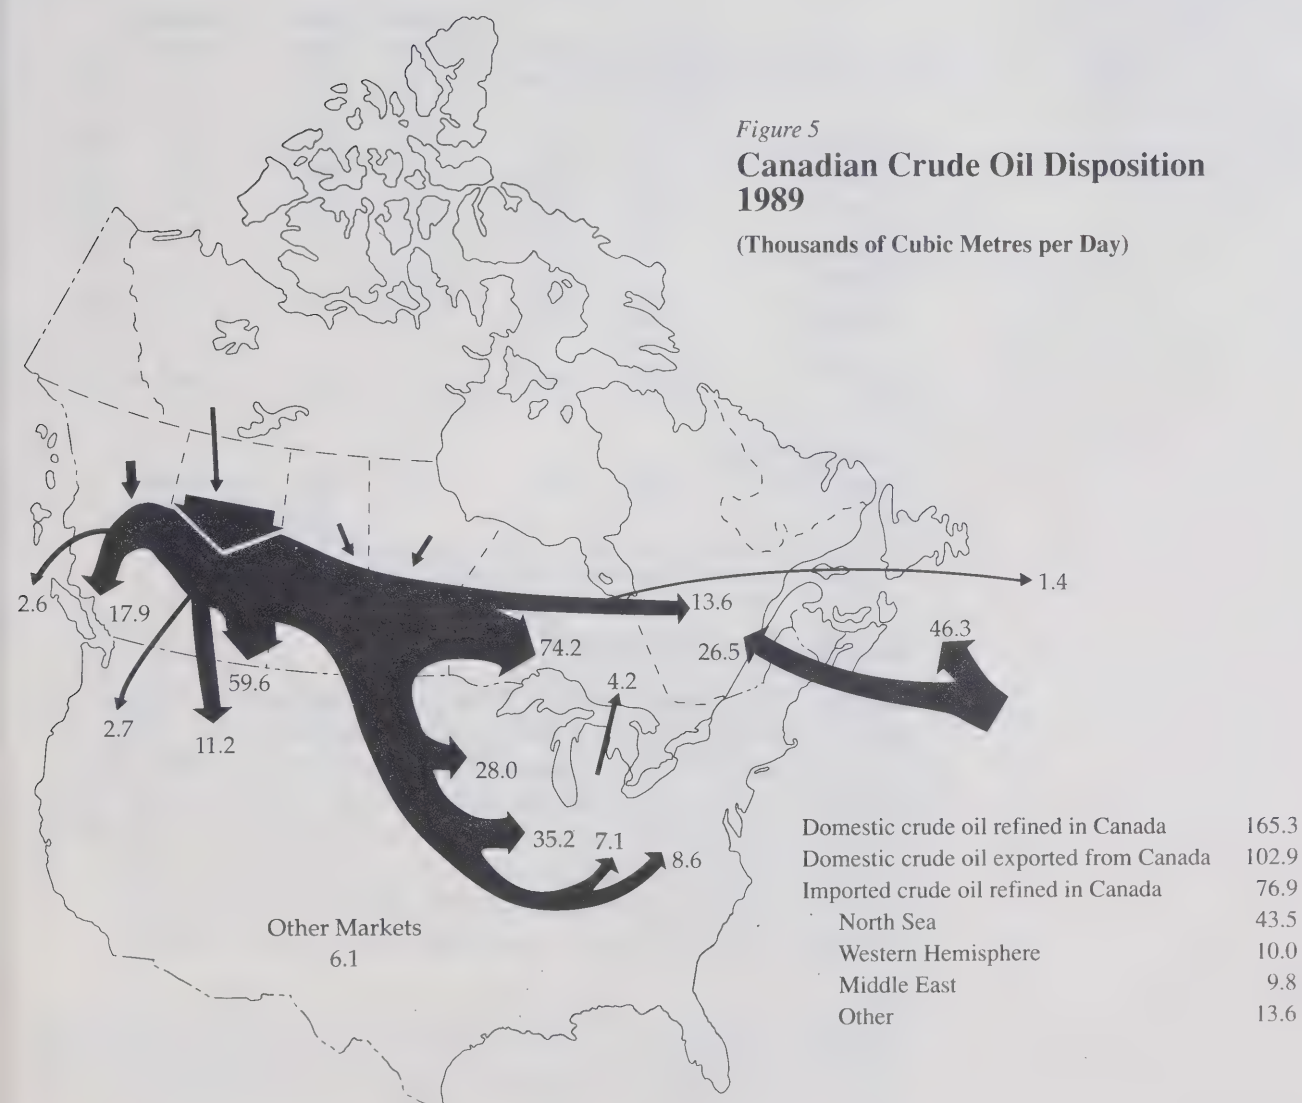 Figure 5
Canadian Crude Oil Disposition
1989
(Thousands of Cubic Metres per Day)
2.6
17.9
2.7
11.2
59.6
13.6
74.2
4.2
28.0
35.2
7.1
8.6
1.4
26.5
46.3
Other Markets
6.1
Domestic crude oil refined in Canada 165.3
Domestic crude oil exported from Canada 102.9
Imported crude oil refined in Canada 76.9
North Sea 43.5
Western Hemisphere 10.0
Middle East 9.8
Other 13.6